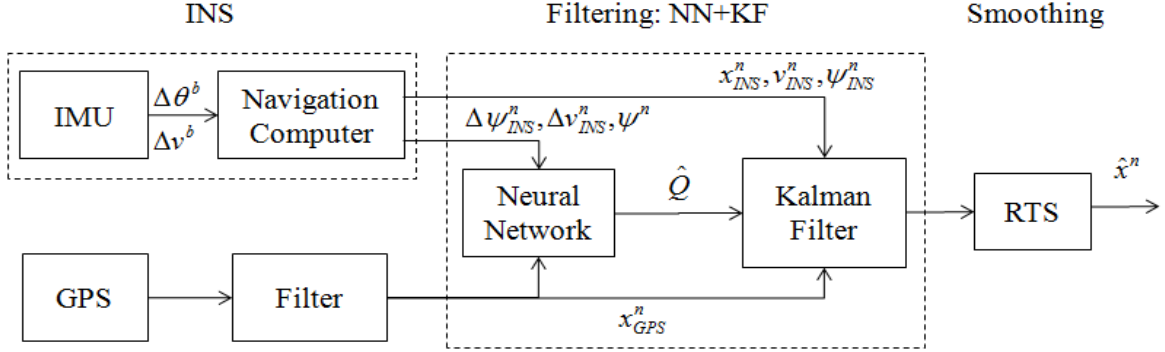 INS
Filtering: NN+KF
Smoothing
IMU
Δθ^b
Δv^b
Navigation
Computer
x^n_INS, v^n_INS, ψ^n_INS
Δψ^n_INS, Δv^n_INS, ψ^n
Neural
Network
Q̂
Kalman
Filter
RTS
x̂^n
GPS
Filter
x^n_GPS